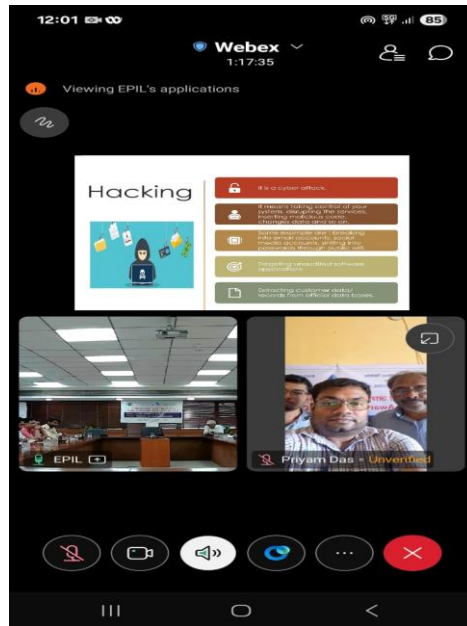 12:01
85
Webex
1:17:35
Viewing EPIL's applications
Hacking
It is a cyber attack.
It means taking control of your
system, disrupting the services,
inserting malicious code,
changes data and so on.
Some example are : breaking
into email accounts, social
media accounts,
passwords through public wifi
Targeting unaudited software
applications
Extracting customer data/
records from official data bases.
EPIL
Priyam Das • Unverified